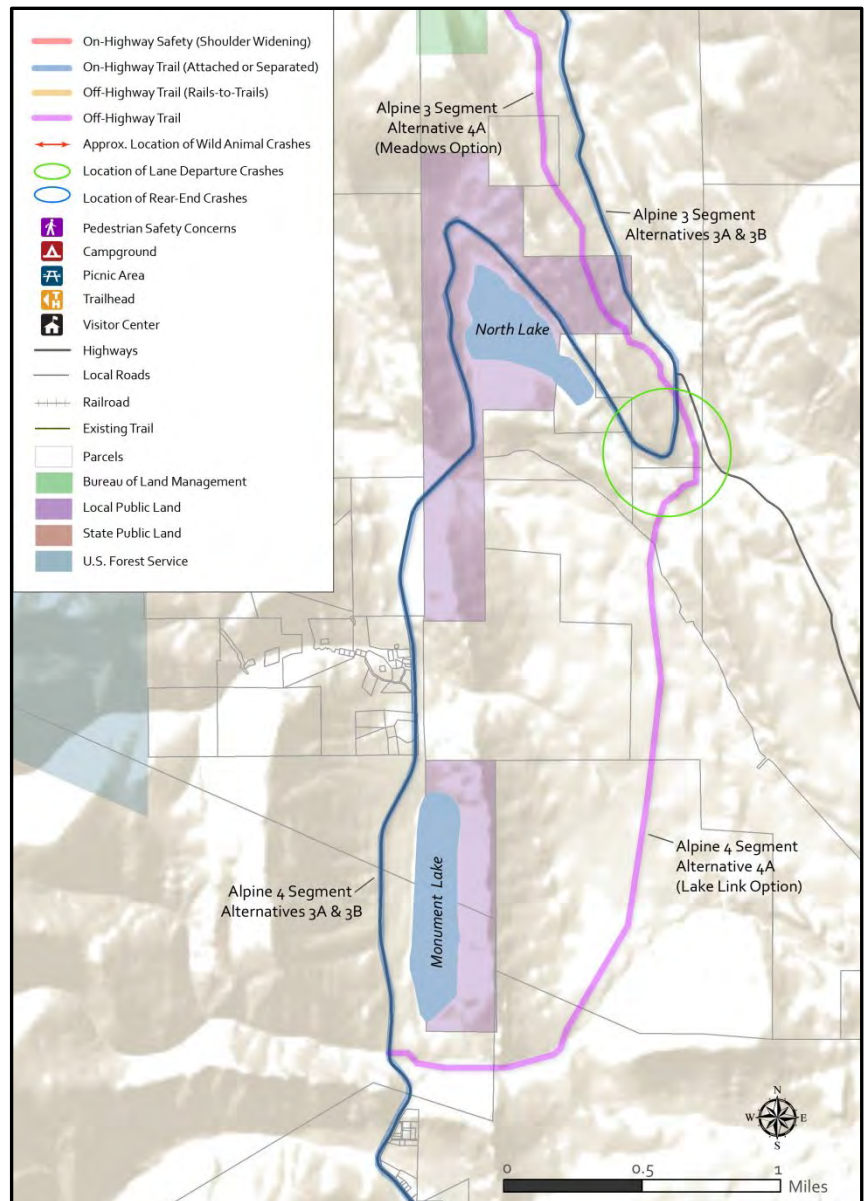 On-Highway Safety (Shoulder Widening)
On-Highway Trail (Attached or Separated)
Off-Highway Trail (Rails-to-Trails)
Off-Highway Trail
Approx. Location of Wild Animal Crashes
Location of Lane Departure Crashes
Location of Rear-End Crashes
Pedestrian Safety Concerns
Campground
Picnic Area
T
H
Trailhead
Visitor Center
Highways
Local Roads
Railroad
Existing Trail
Parcels
Bureau of Land Management
Local Public Land
State Public Land
U.S. Forest Service
Alpine 3 Segment
Alternative 4A
(Meadows Option)
Alpine 3 Segment
Alternatives 3A & 3B
North Lake
Alpine 4 Segment
Alternative 4A
(Lake Link Option)
Alpine 4 Segment
Alternatives 3A & 3B
Monument Lake
N
W
E
S
0
0.5
1
Miles